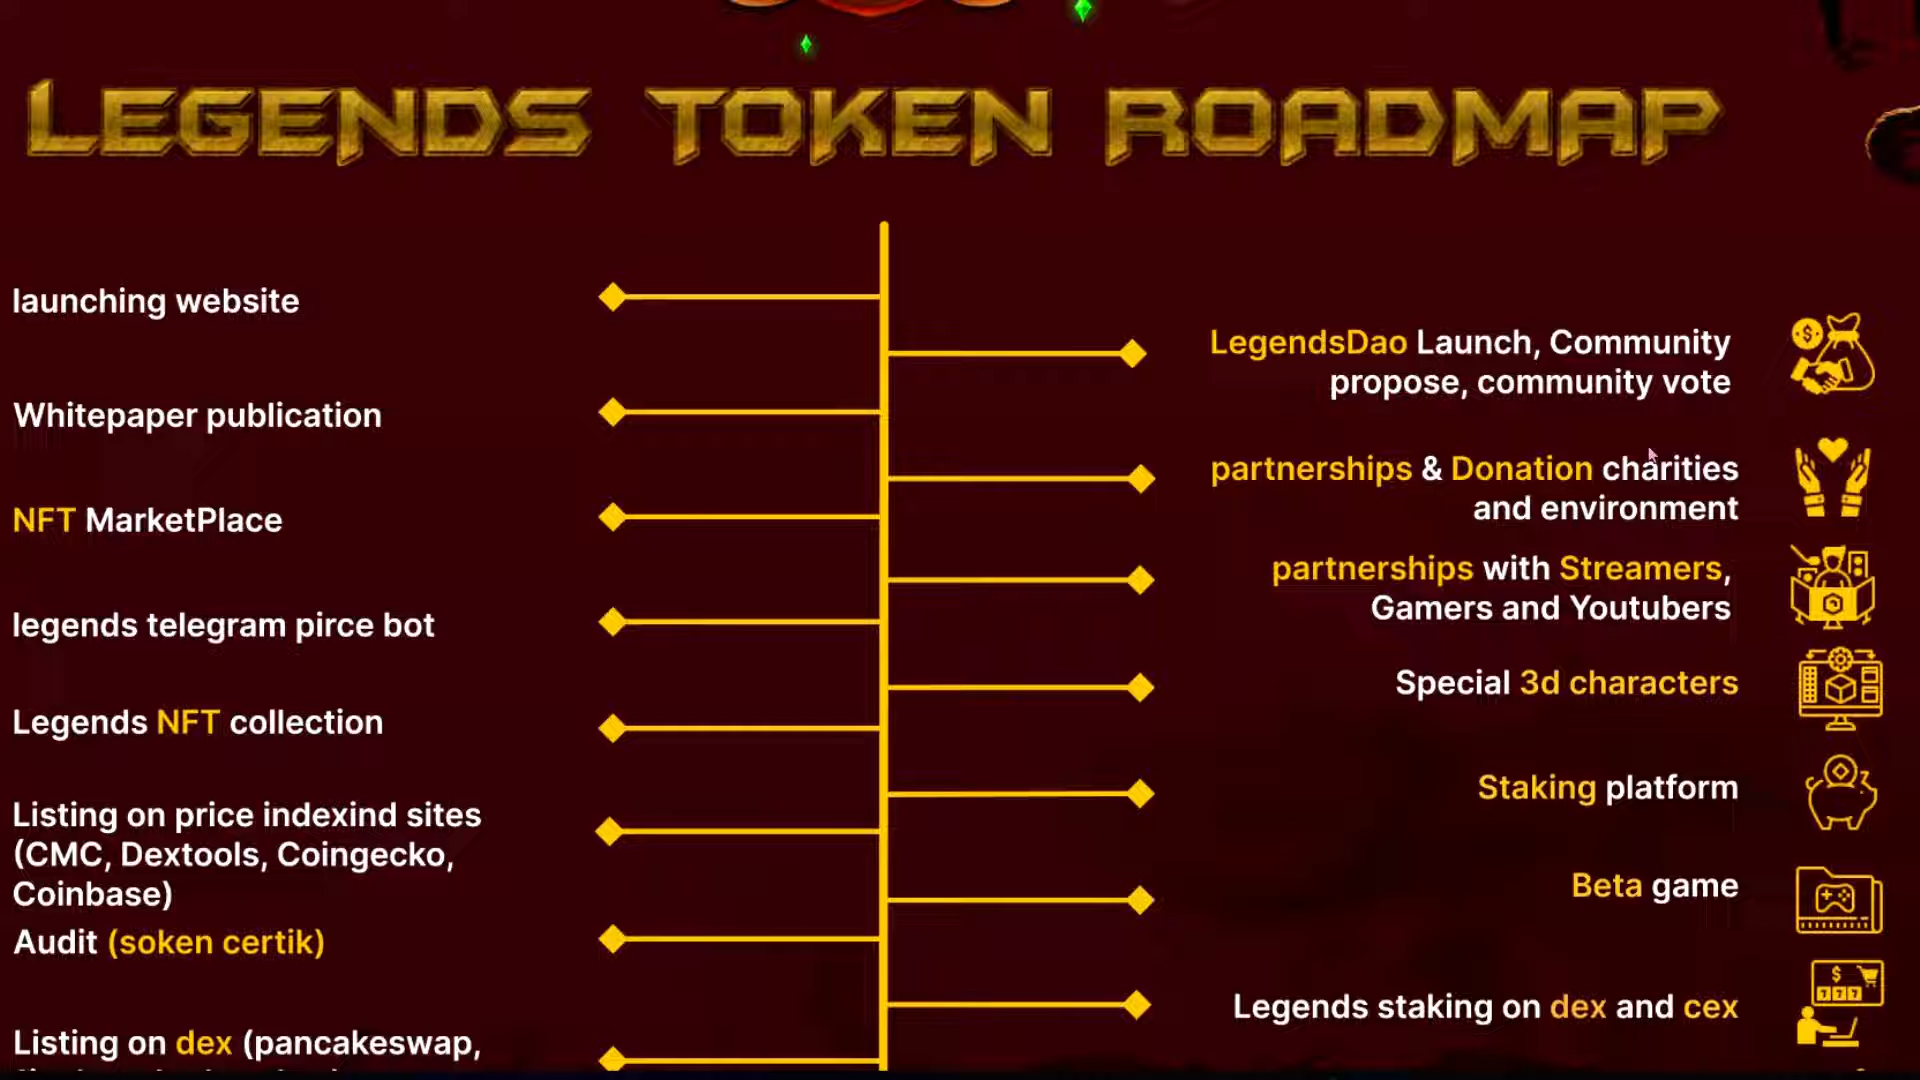 LEGENDS TOKEN ROADMAP
launching website
Whitepaper publication
NFT MarketPlace
legends telegram pirce bot
Legends NFT collection
Listing on price indexind sites
(CMC, Dextools, Coingecko,
Coinbase)
Audit (soken certik)
Listing on dex (pancakeswap,
LegendsDao Launch, Community
propose, community vote
partnerships & Donation charities
and environment
partnerships with Streamers,
Gamers and Youtubers
Special 3d characters
Staking platform
Beta game
Legends staking on dex and cex